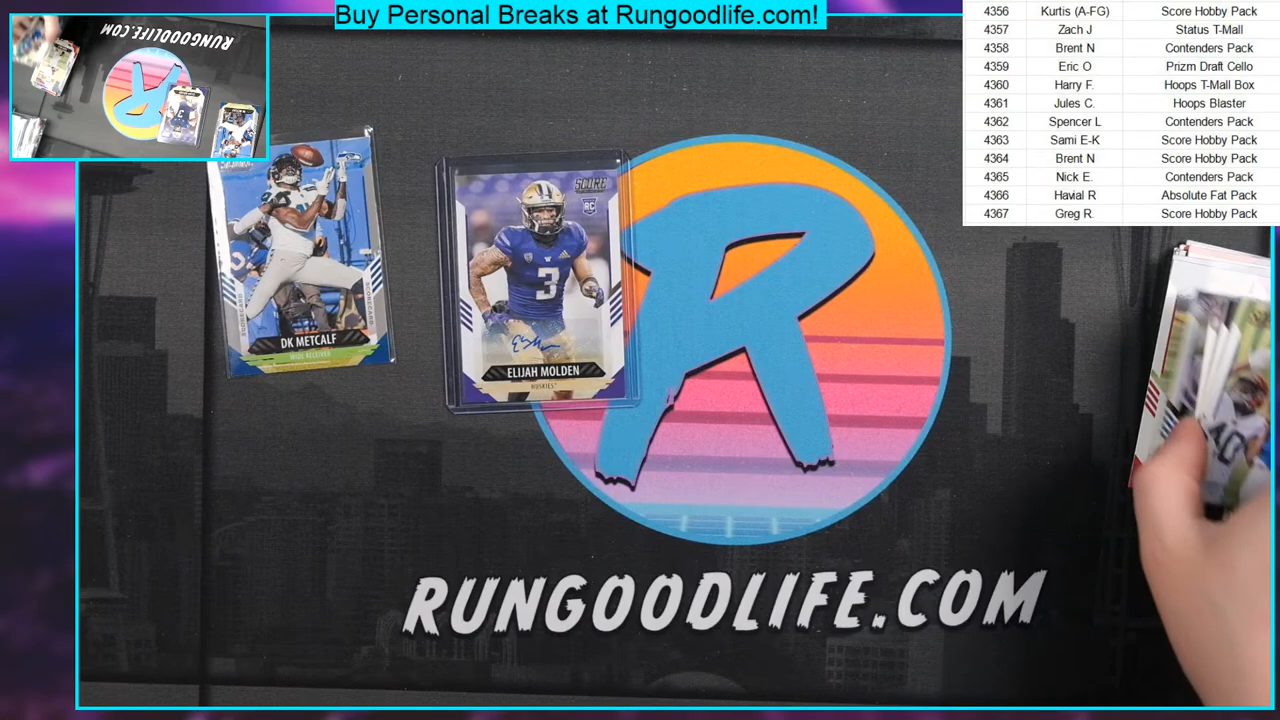 Buy Personal Breaks at Rungoodlife.com!
4356 Kurtis (A-FG) Score Hobby Pack
4357 Zach J Status T-Mall
4358 Brent N Contenders Pack
4359 Eric O Prizm Draft Cello
4360 Harry F. Hoops T-Mall Box
4361 Jules C. Hoops Blaster
4362 Spencer L Contenders Pack
4363 Sami E-K Score Hobby Pack
4364 Brent N Score Hobby Pack
4365 Nick E. Contenders Pack
4366 Havial R Absolute Fat Pack
4367 Greg R. Score Hobby Pack
RUNGOODLIFE.COM
R
SCORECARD
DK METCALF
WIDE RECEIVER
SCORE
RC
3
ELIJAH MOLDEN
HUSKIES
R
40
RUNGOODLIFE.COM